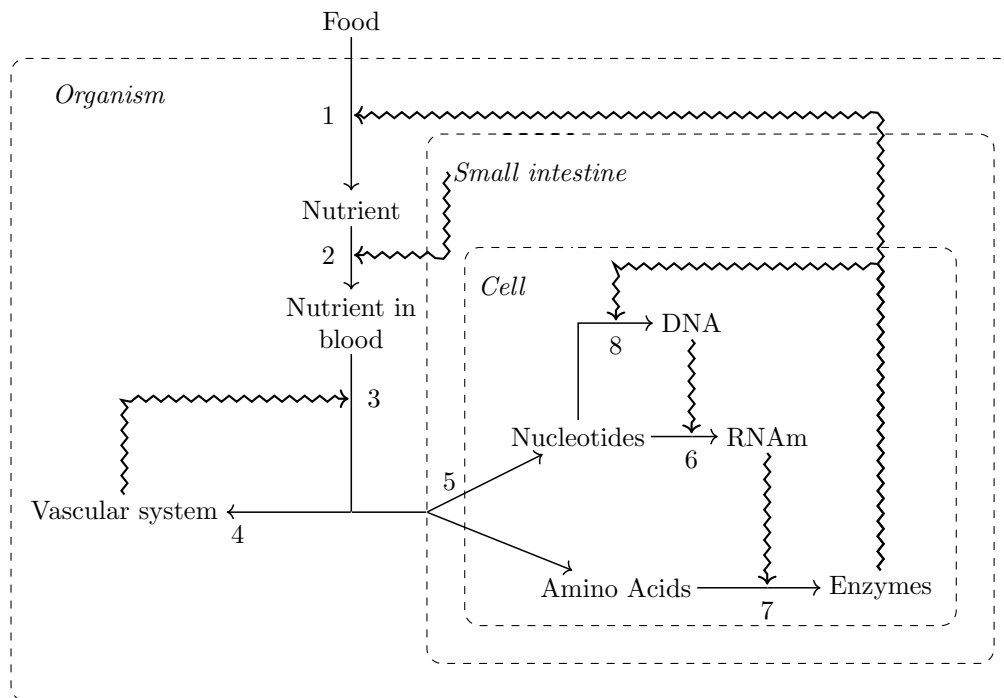 Food
Organism
1
Small intestine
Nutrient
2
Cell
Nutrient in
blood
DNA
8
3
Nucleotides
RNAm
6
5
Vascular system
4
Amino Acids
Enzymes
7